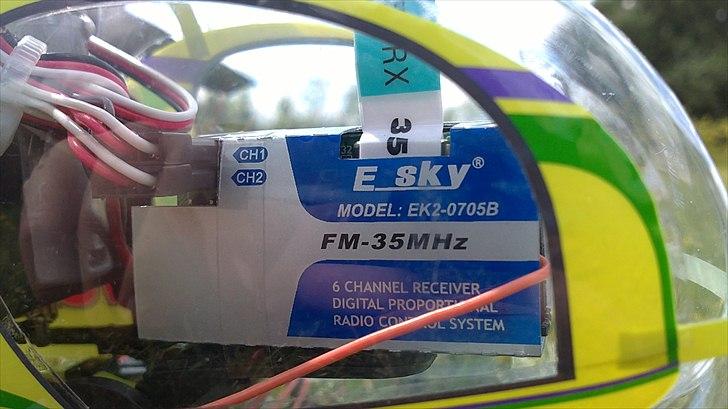 RX 35
CH1
CH2
E_sky®
MODEL: EK2-0705B
FM-35MHz
6 CHANNEL RECEIVER
DIGITAL PROPORTIONAL
RADIO CONTROL SYSTEM